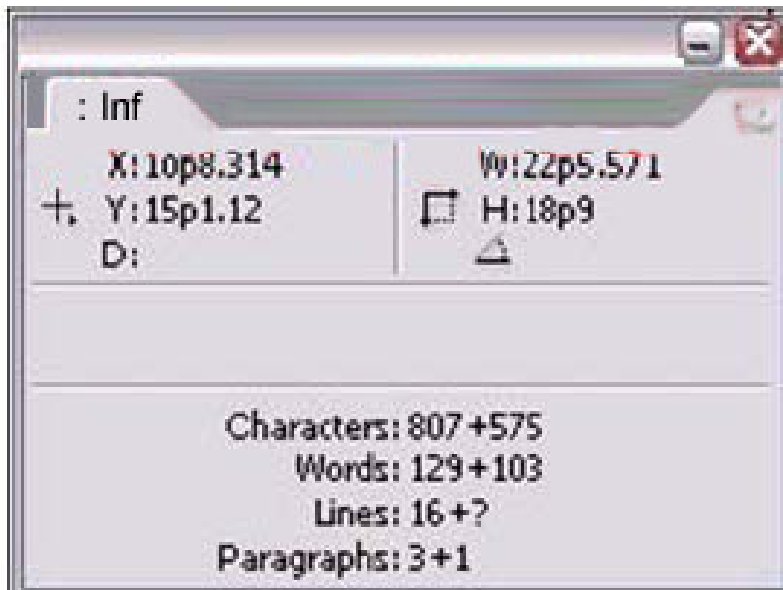 : Inf
X:10p8.314
Y:15p1.12
D:
W:22p5.571
H:18p9
Characters: 807 +575
Words: 129 +103
Lines: 16 +?
Paragraphs: 3 +1